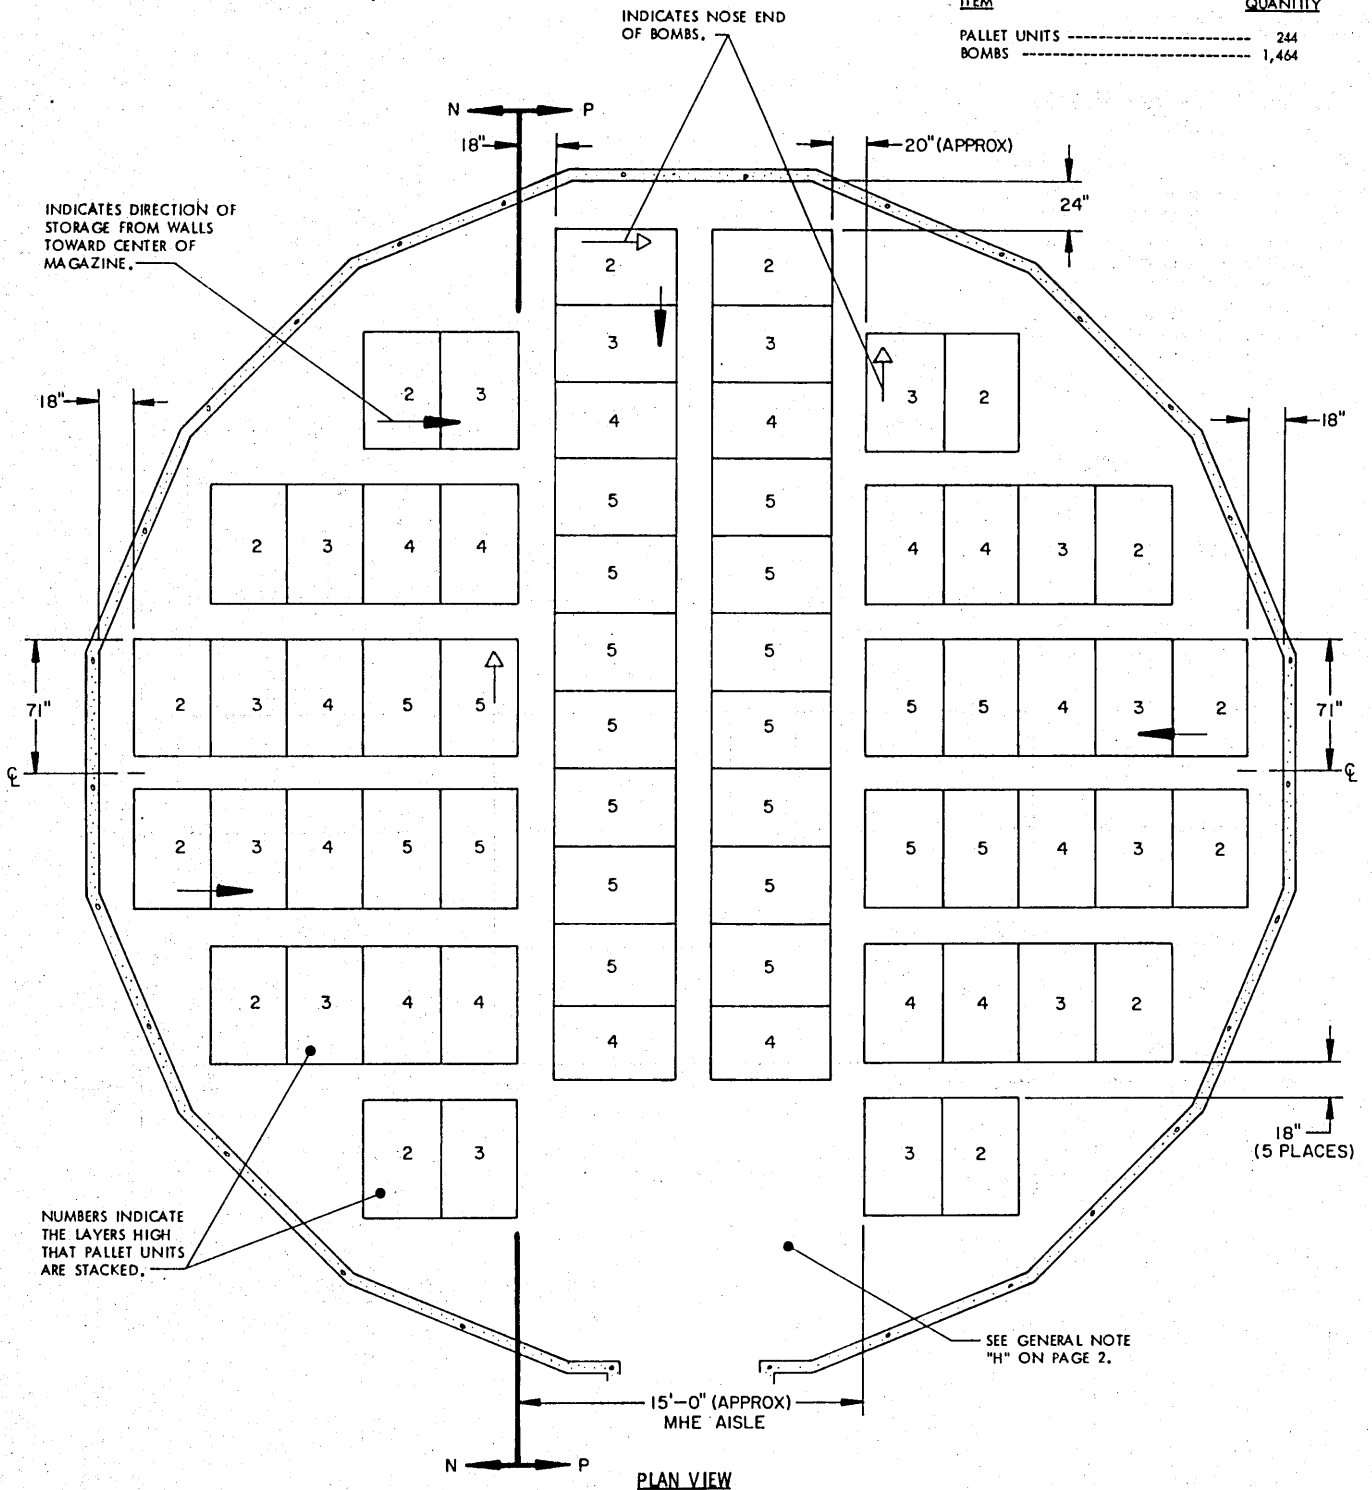 ITEM QUANTITY
PALLET UNITS -------------------------- 244
BOMBS -------------------------------- 1,464
INDICATES NOSE END
OF BOMBS.
N P
18"
20"(APPROX)
24"
INDICATES DIRECTION OF
STORAGE FROM WALLS
TOWARD CENTER OF
MAGAZINE.
2 2
3 3
2 3
3 2
18"
18"
4 4
5 5
2 3 4 4
4 4 3 2
5 5
5 5
71"
2 3 4 5 5
5 5 4 3 2
71"
5 5
℄ ℄
5 5
2 3 4 5 5
5 5 4 3 2
5 5
5 5
2 3 4 4
4 4 3 2
4 4
18"
(5 PLACES)
2 3
3 2
NUMBERS INDICATE
THE LAYERS HIGH
THAT PALLET UNITS
ARE STACKED.
SEE GENERAL NOTE
"H" ON PAGE 2.
15'-0" (APPROX)
MHE AISLE
N P
PLAN VIEW